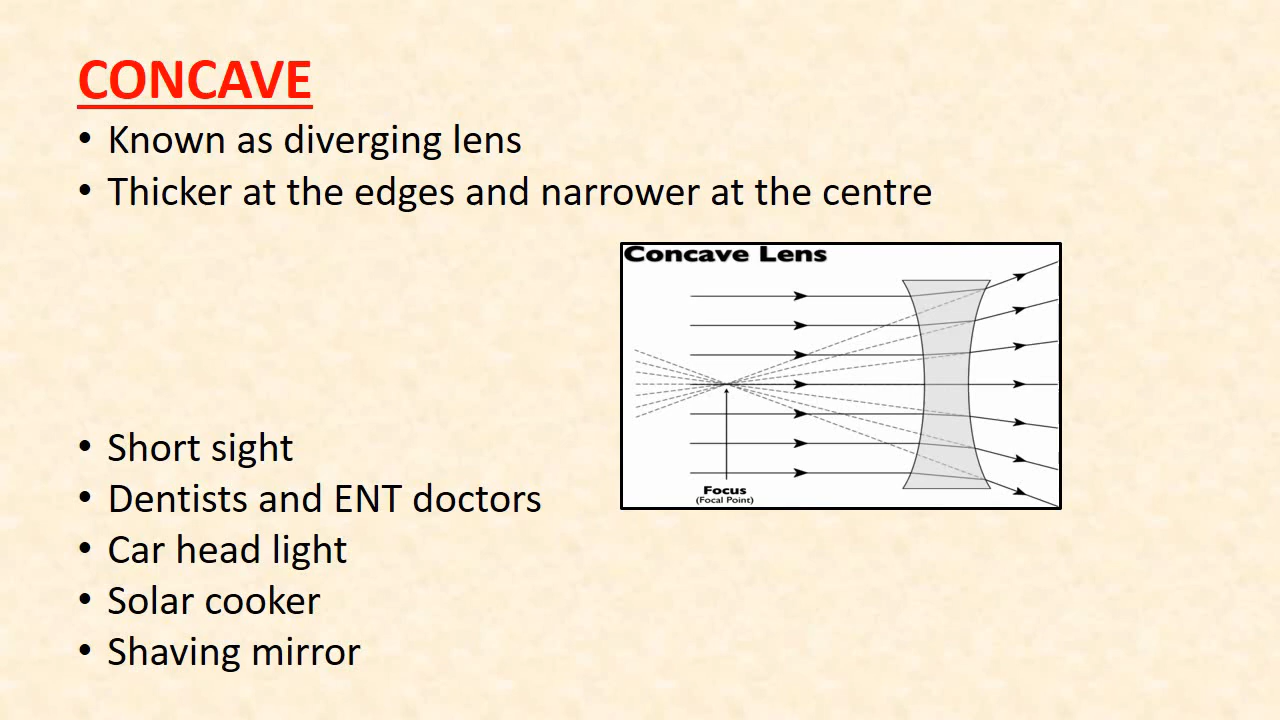 CONCAVE
• Known as diverging lens
• Thicker at the edges and narrower at the centre
Concave Lens
Focus
(Focal Point)
• Short sight
• Dentists and ENT doctors
• Car head light
• Solar cooker
• Shaving mirror